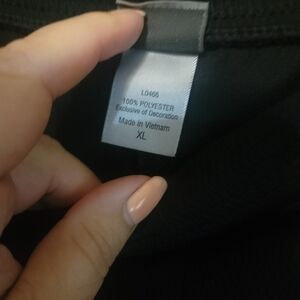 L0466
100% POLYESTER
Exclusive of Decoration
Made in Vietnam
XL